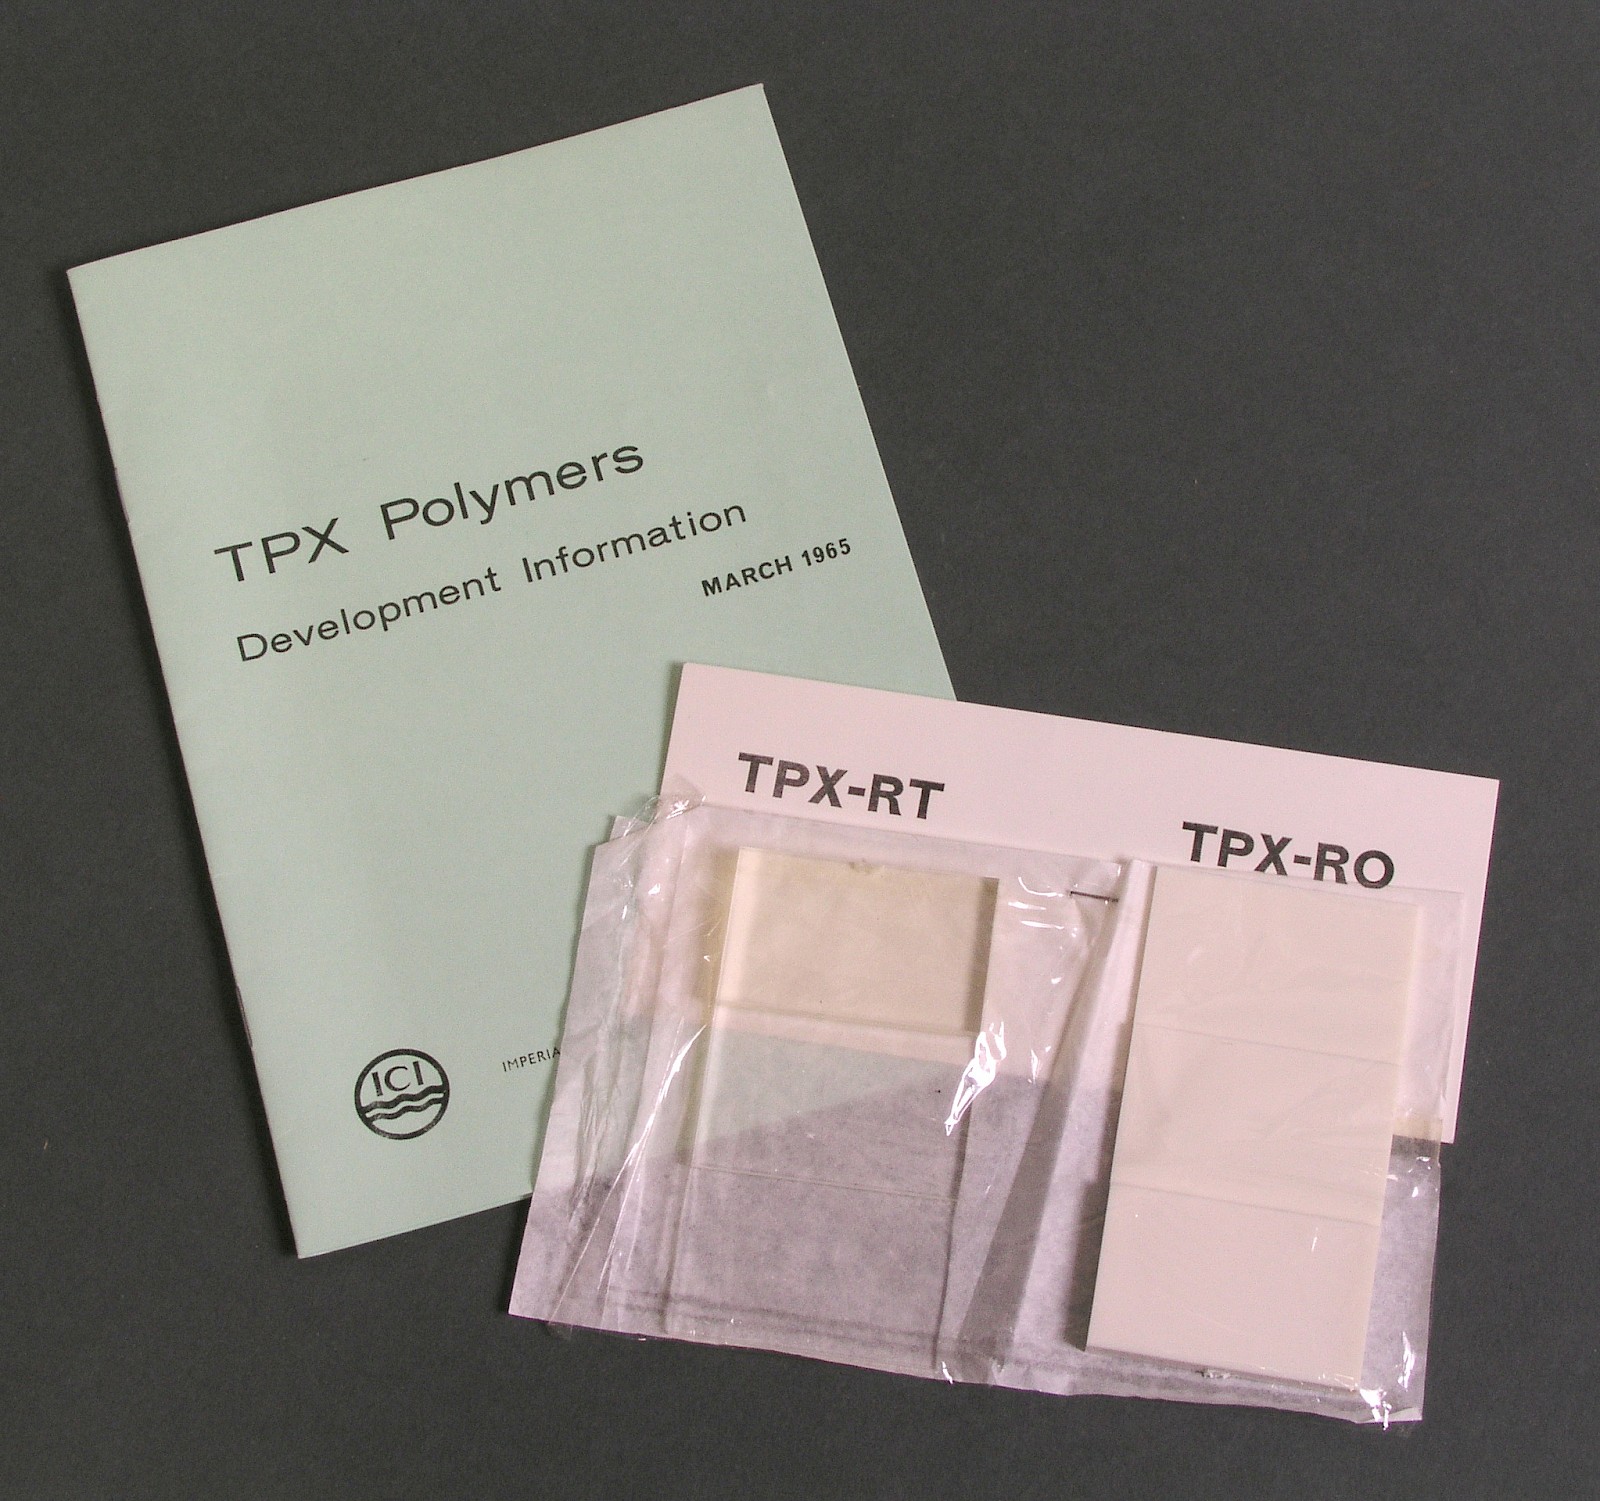 TPX Polymers
Development Information
MARCH 1965
ICI
IMPERIA
TPX-RT
TPX-RO